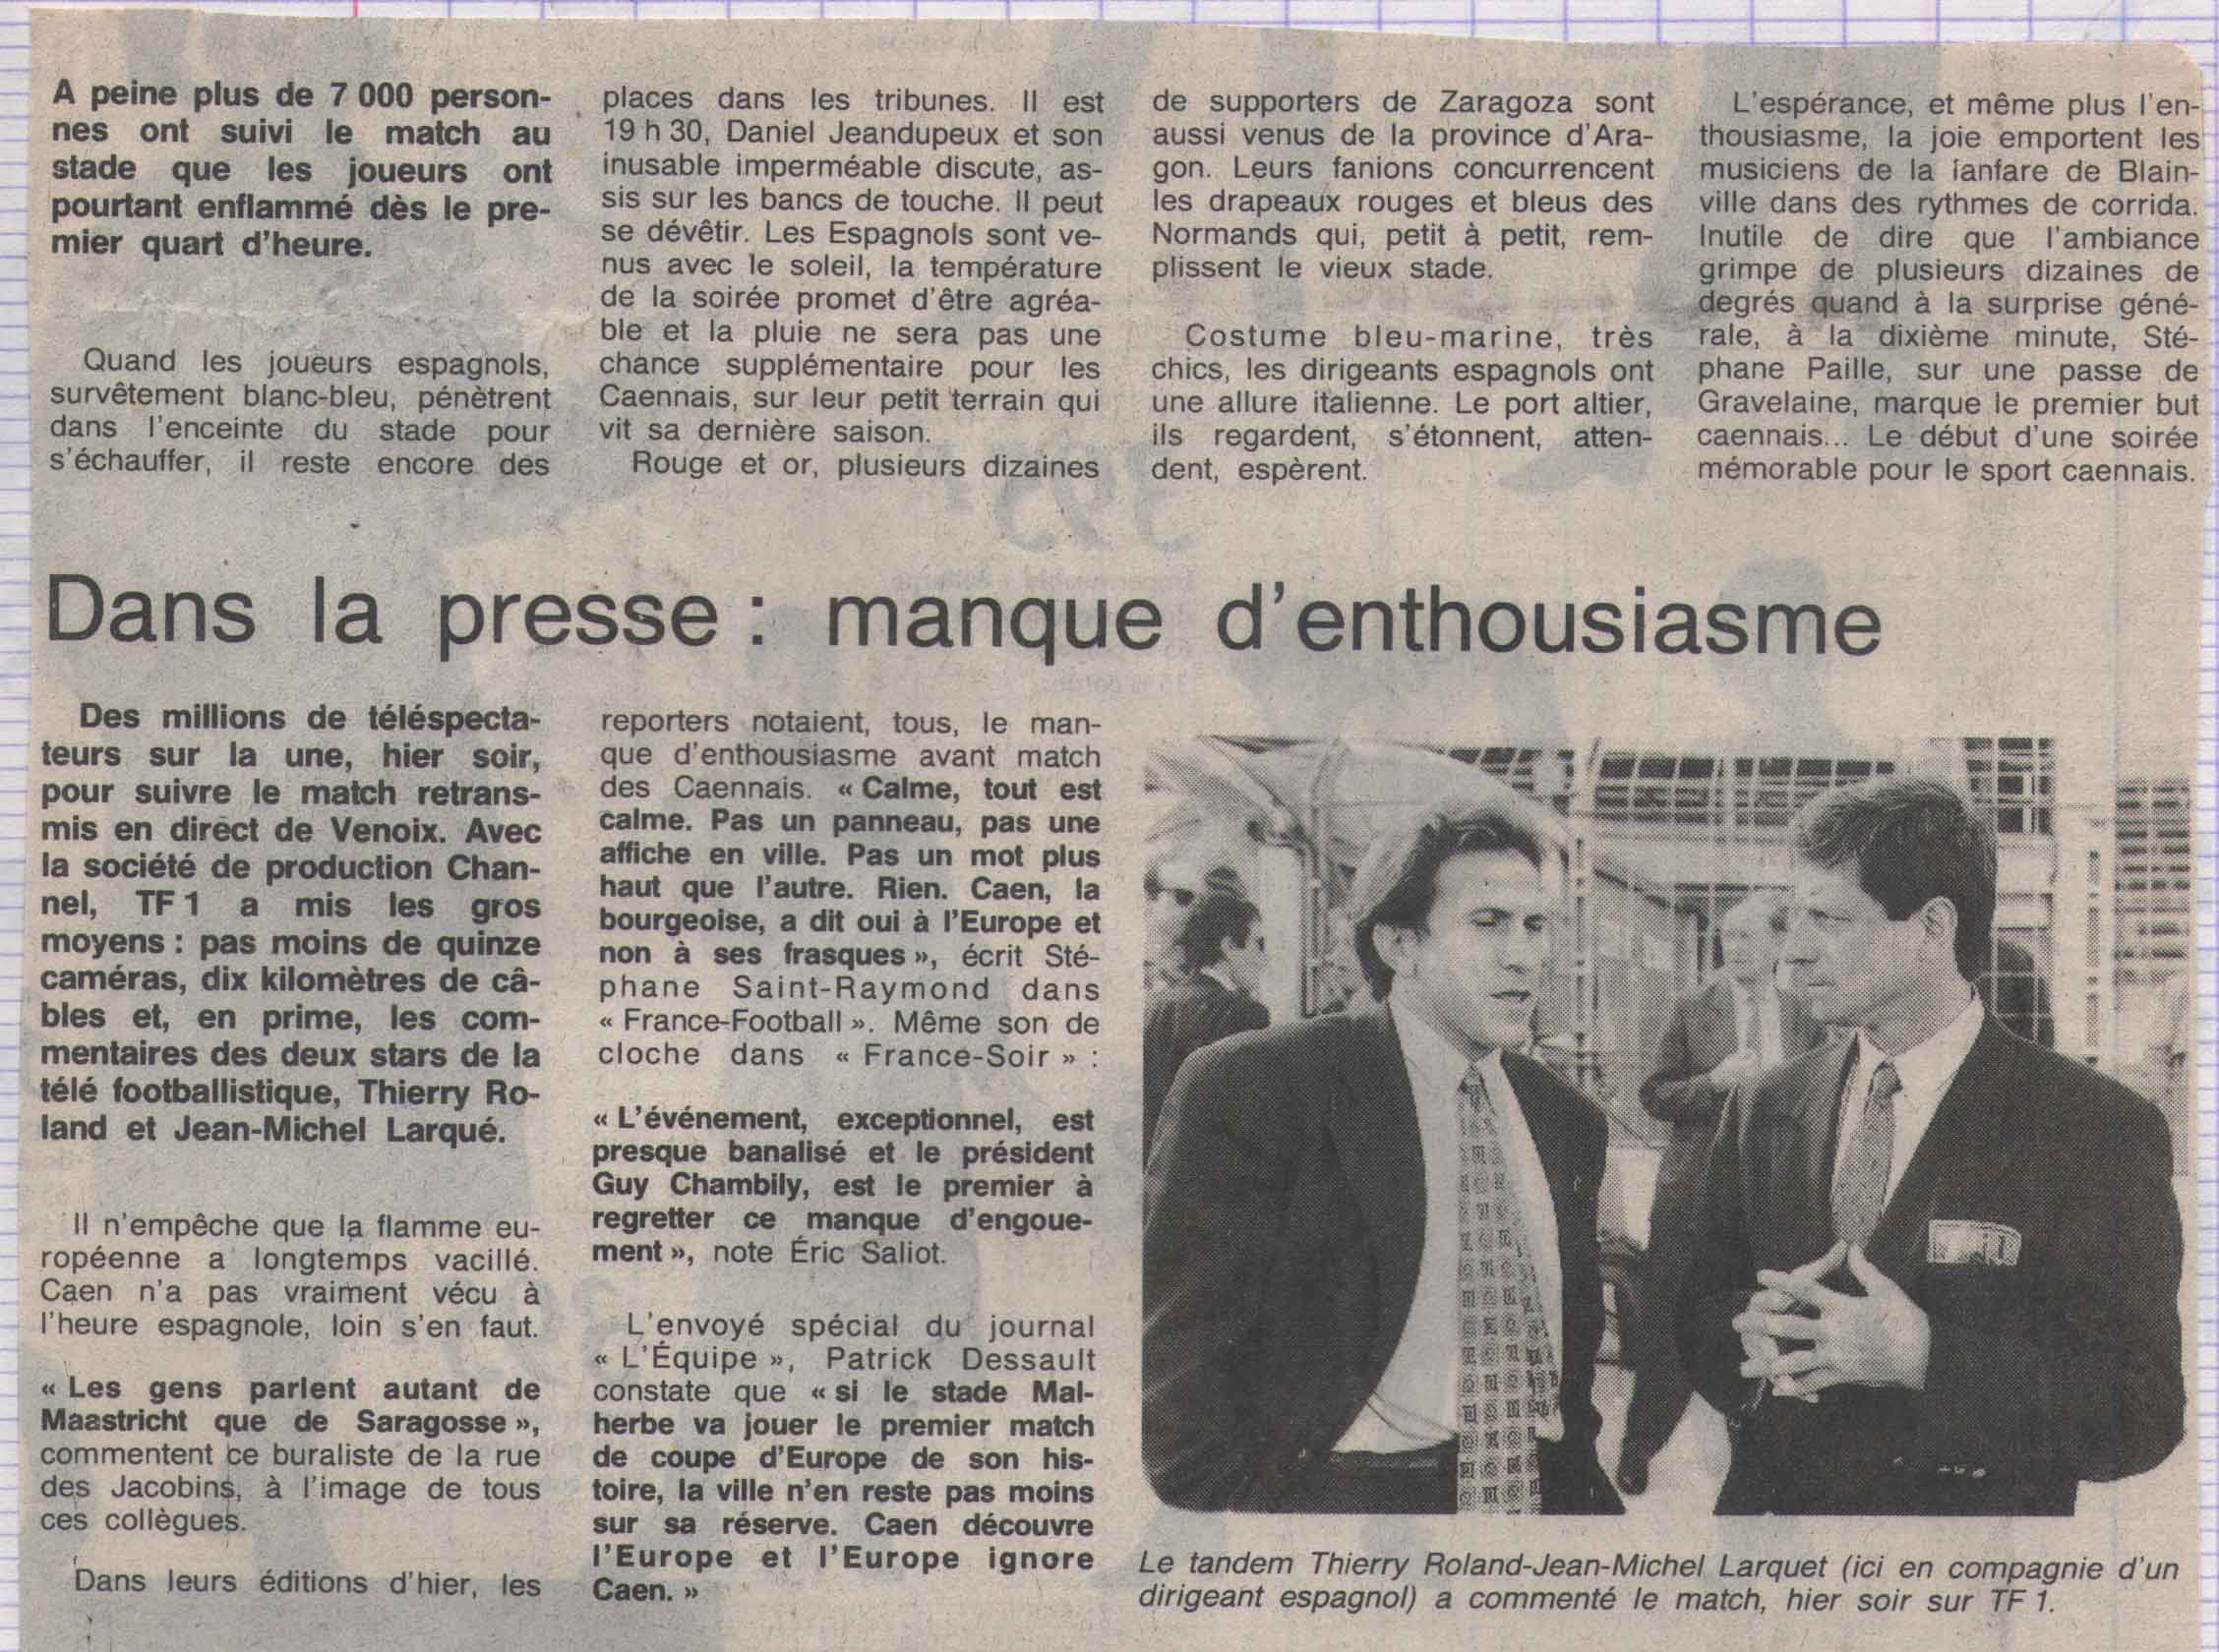 A peine plus de 7 000 person-
nes ont suivi le match au
stade que les joueurs ont
pourtant enflammé dès le pre-
mier quart d'heure.
Quand les joueurs espagnols,
survêtement blanc-bleu, pénètrent
dans l'enceinte du stade pour
s'échauffer, il reste encore des
places dans les tribunes. Il est
19 h 30, Daniel Jeandupeux et son
inusable imperméable discute, as-
sis sur les bancs de touche. Il peut
se dévêtir. Les Espagnols sont ve-
nus avec le soleil, la température
de la soirée promet d'être agréa-
ble et la pluie ne sera pas une
chance supplémentaire pour les
Caennais, sur leur petit terrain qui
vit sa dernière saison.
Rouge et or, plusieurs dizaines
de supporters de Zaragoza sont
aussi venus de la province d'Ara-
gon. Leurs fanions concurrencent
les drapeaux rouges et bleus des
Normands qui, petit à petit, rem-
plissent le vieux stade.
Costume bleu-marine, très
chics, les dirigeants espagnols ont
une allure italienne. Le port altier,
ils regardent, s'étonnent, atten-
dent, espèrent.
L'espérance, et même plus l'en-
thousiasme, la joie emportent les
musiciens de la fanfare de Blain-
ville dans des rythmes de corrida.
Inutile de dire que l'ambiance
grimpe de plusieurs dizaines de
degrés quand à la surprise géné-
rale, à la dixième minute, Sté-
phane Paille, sur une passe de
Gravelaine, marque le premier but
caennais... Le début d'une soirée
mémorable pour le sport caennais.
Dans la presse : manque d'enthousiasme
Des millions de téléspecta-
teurs sur la une, hier soir,
pour suivre le match retrans-
mis en direct de Venoix. Avec
la société de production Chan-
nel, TF 1 a mis les gros
moyens : pas moins de quinze
caméras, dix kilomètres de câ-
bles et, en prime, les com-
mentaires des deux stars de la
télé footballistique, Thierry Ro-
land et Jean-Michel Larqué.
Il n'empêche que la flamme eu-
ropéenne a longtemps vacillé.
Caen n'a pas vraiment vécu à
l'heure espagnole, loin s'en faut.
« Les gens parlent autant de
Maastricht que de Saragosse »,
commentent ce buraliste de la rue
des Jacobins, à l'image de tous
ces collègues.
Dans leurs éditions d'hier, les
reporters notaient, tous, le man-
que d'enthousiasme avant match
des Caennais. « Calme, tout est
calme. Pas un panneau, pas une
affiche en ville. Pas un mot plus
haut que l'autre. Rien. Caen, la
bourgeoise, a dit oui à l'Europe et
non à ses frasques », écrit Sté-
phane Saint-Raymond dans
« France-Football ». Même son de
cloche dans « France-Soir » :
« L'événement, exceptionnel, est
presque banalisé et le président
Guy Chambily, est le premier à
regretter ce manque d'engoue-
ment », note Éric Saliot.
L'envoyé spécial du journal
« L'Équipe », Patrick Dessault
constate que « si le stade Mal-
herbe va jouer le premier match
de coupe d'Europe de son his-
toire, la ville n'en reste pas moins
sur sa réserve. Caen découvre
l'Europe et l'Europe ignore
Caen. »
Le tandem Thierry Roland-Jean-Michel Larquet (ici en compagnie d'un
dirigeant espagnol) a commenté le match, hier soir sur TF 1.